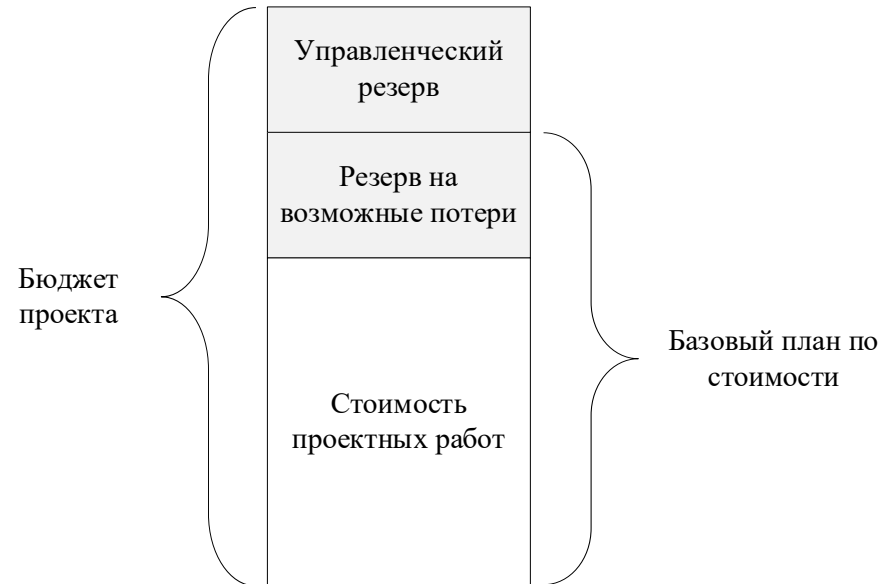 Управленческий
резерв
Резерв на
возможные потери
Бюджет
проекта
Базовый план по
стоимости
Стоимость
проектных работ